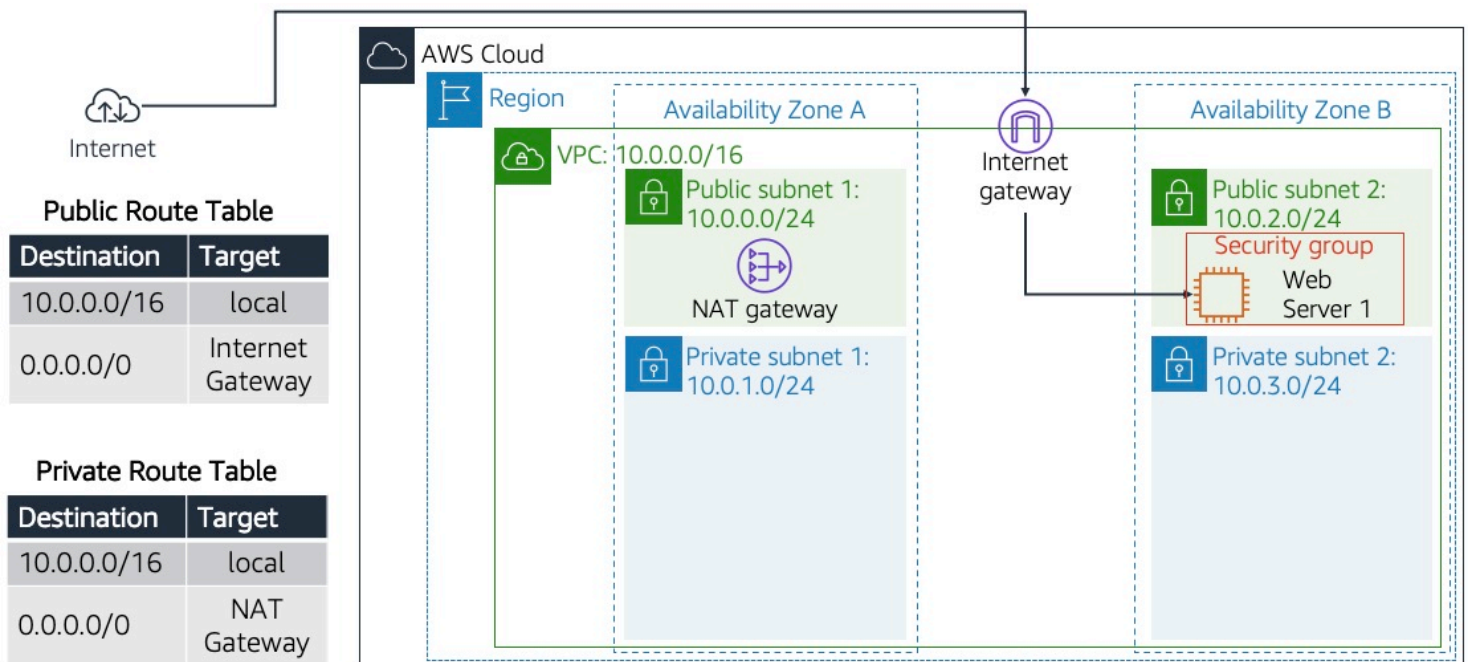 AWS Cloud
Region
Availability Zone A
Availability Zone B
Internet
VPC: 10.0.0.0/16
Internet
gateway
Public subnet 1:
10.0.0.0/24
NAT gateway
Public subnet 2:
10.0.2.0/24
Security group
Web
Server 1
Private subnet 1:
10.0.1.0/24
Private subnet 2:
10.0.3.0/24
Public Route Table
Destination Target
10.0.0.0/16 local
0.0.0.0/0 Internet
Gateway
Private Route Table
Destination Target
10.0.0.0/16 local
0.0.0.0/0 NAT
Gateway